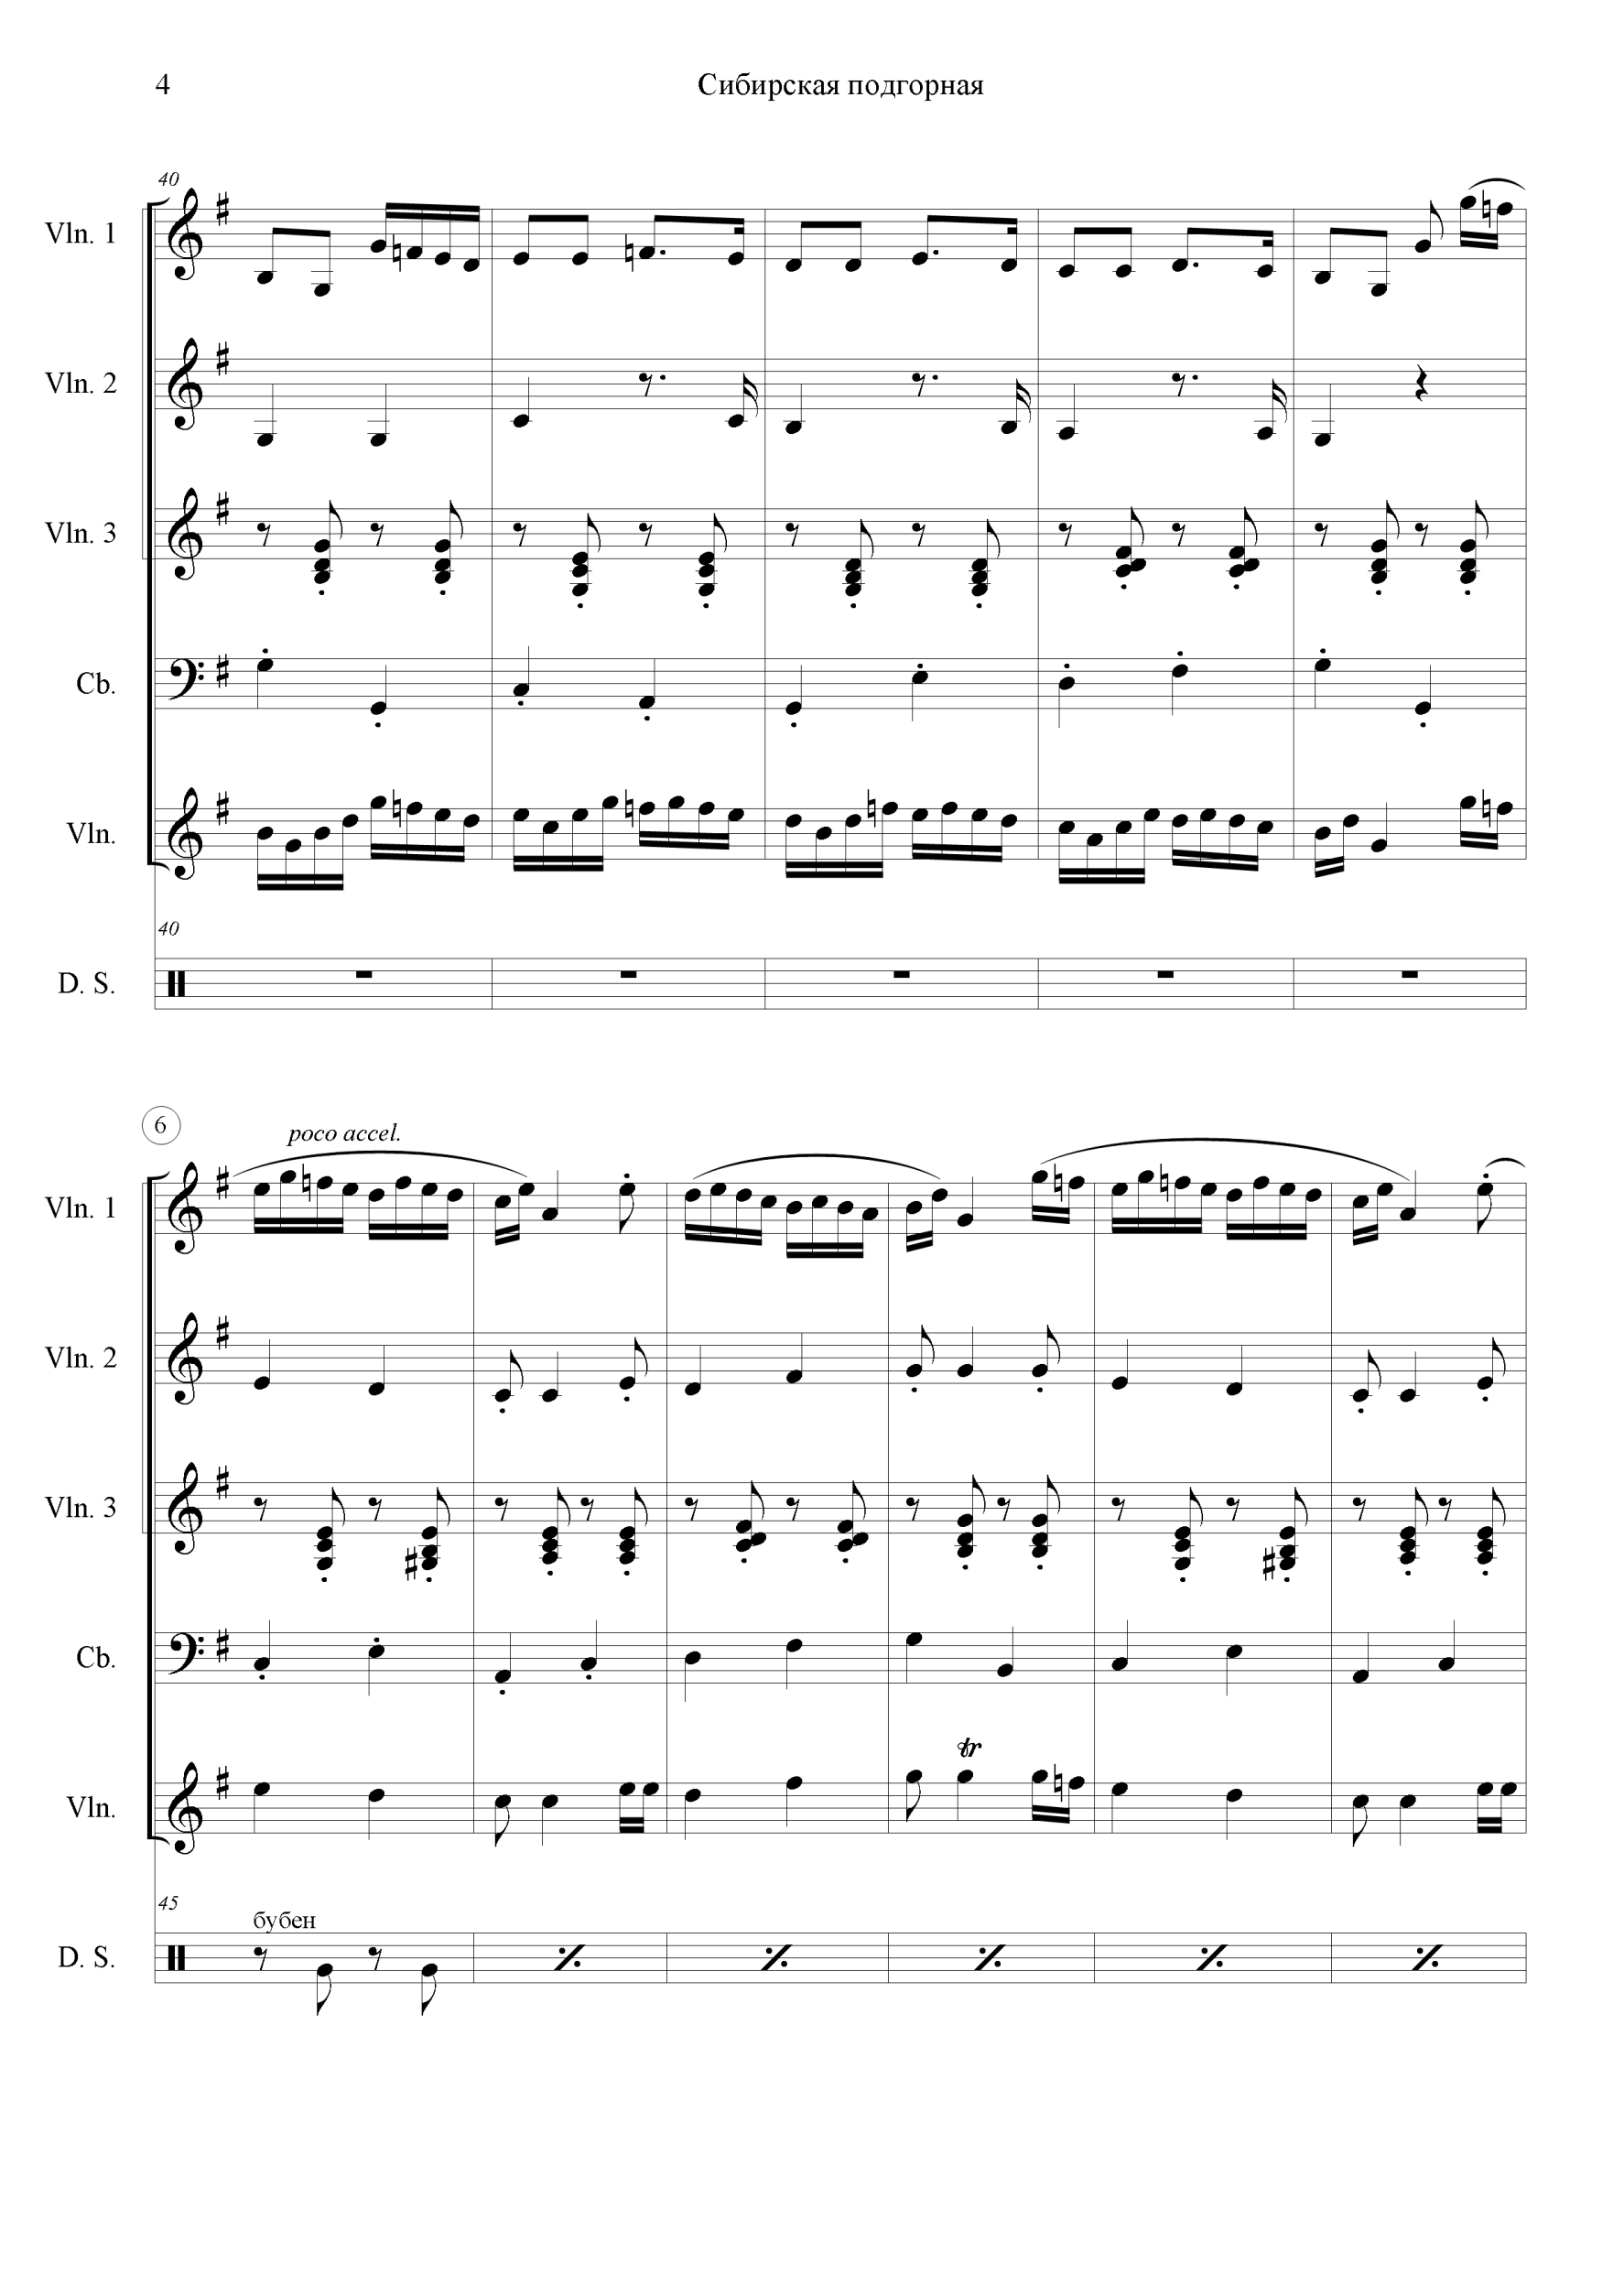 4
Сибирская подгорная
40
Vln. 1
Vln. 2
Vln. 3
Cb.
Vln.
40
D. S.
6
poco accel.
Vln. 1
Vln. 2
Vln. 3
Cb.
tr
Vln.
45
бубен
D. S.